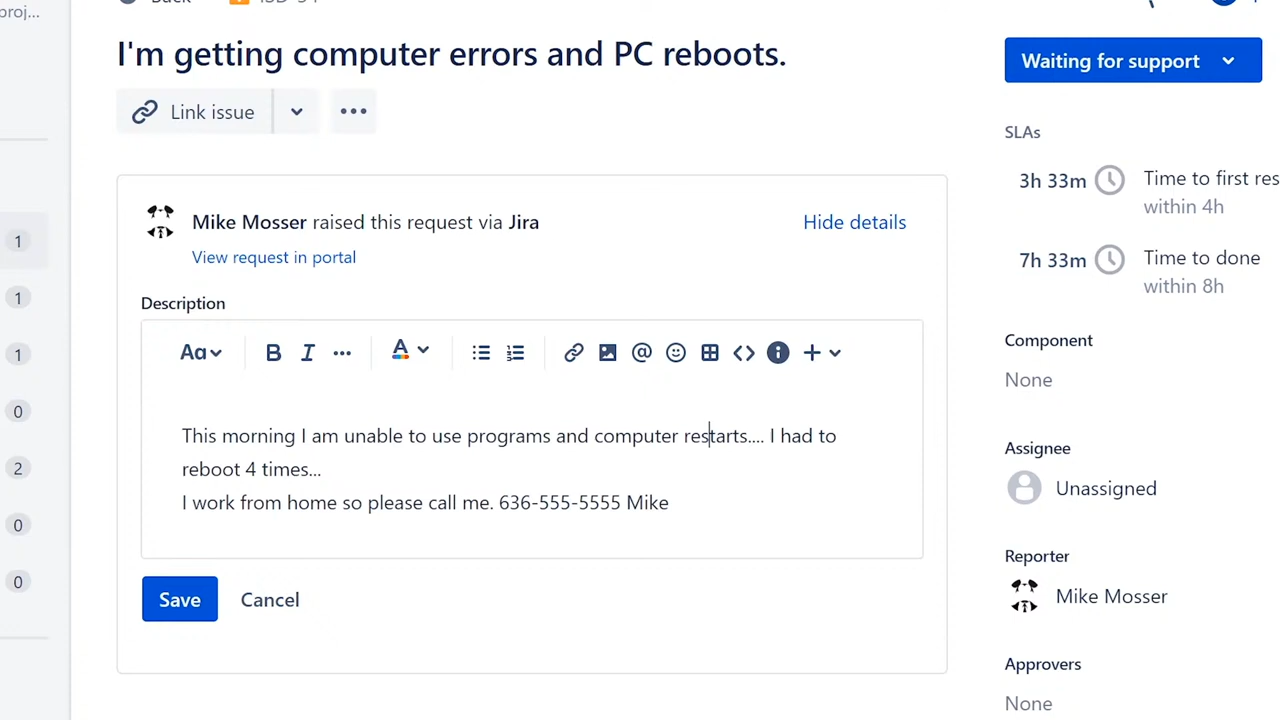 proj...
Back
I'm getting computer errors and PC reboots.
Link issue
Mike Mosser raised this request via Jira
Hide details
View request in portal
Description
Aa
B I A @
This morning I am unable to use programs and computer restarts.... I had to
reboot 4 times...
I work from home so please call me. 636-555-5555 Mike
Save
Cancel
1
1
1
0
2
0
0
Waiting for support
SLAs
3h 33m
Time to first res
within 4h
7h 33m
Time to done
within 8h
Component
None
Assignee
Unassigned
Reporter
Mike Mosser
Approvers
None